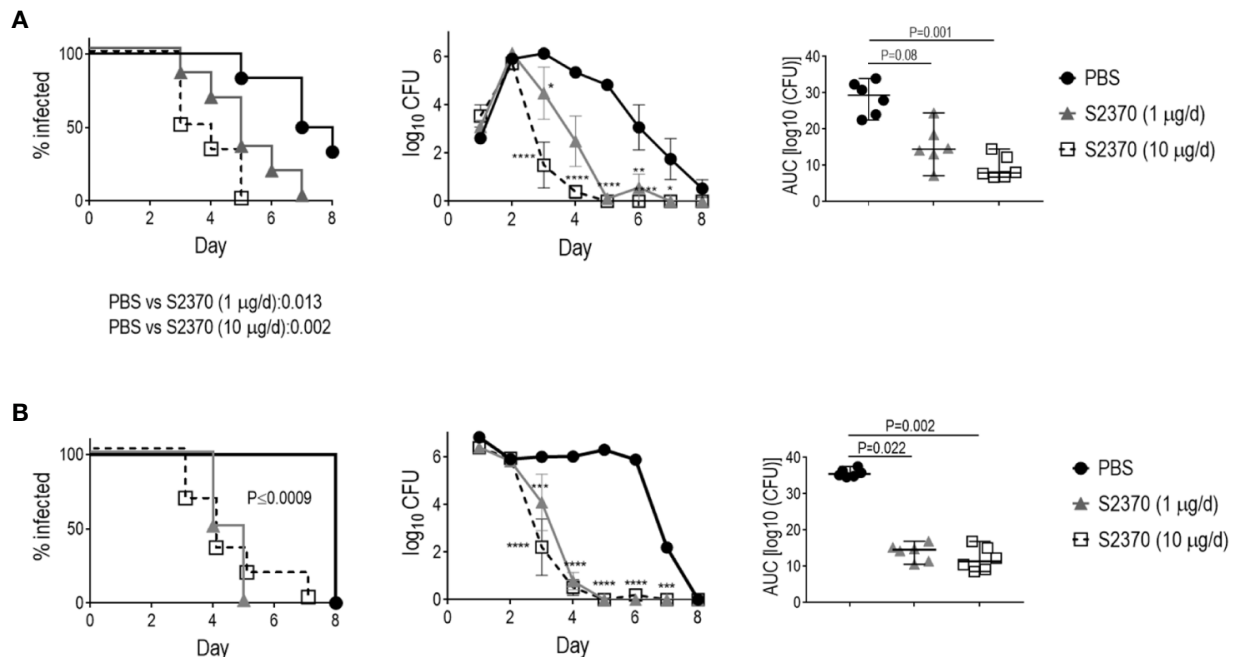 A
% infected
100
50
0
0 2 4 6 8
Day
PBS vs S2370 (1 μg/d):0.013
PBS vs S2370 (10 μg/d):0.002
log10 CFU
6
4
2
0
0 2 4 6 8
Day
*
****
****
****
**
****
*
AUC [log10 (CFU)]
40
30
20
10
0
P=0.001
P=0.08
PBS
S2370 (1 μg/d)
S2370 (10 μg/d)
B
% infected
100
50
0
0 2 4 6 8
Day
P≤0.0009
log10 CFU
6
4
2
0
0 2 4 6 8
Day
***
****
****
****
****
***
AUC [log10 (CFU)]
40
30
20
10
0
P=0.002
P=0.022
PBS
S2370 (1 μg/d)
S2370 (10 μg/d)